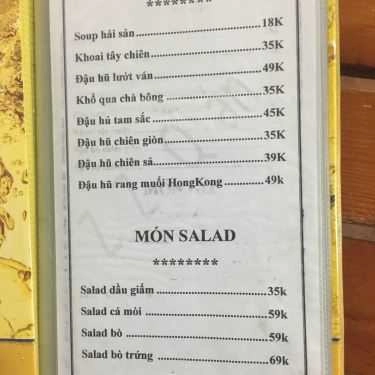 ********
Soup hải sản 18K
Khoai tây chiên 35K
Đậu hũ lướt ván 49K
Khổ qua chà bông 35K
Đậu hủ tam sắc 45K
Đậu hũ chiên giòn 35K
Đậu hũ chiên sả 39K
Đậu hũ rang muối HongKong 49k
MÓN SALAD
********
Salad dầu giấm 35k
Salad cá mòi 59k
Salad bò 59k
Salad bò trứng 69k